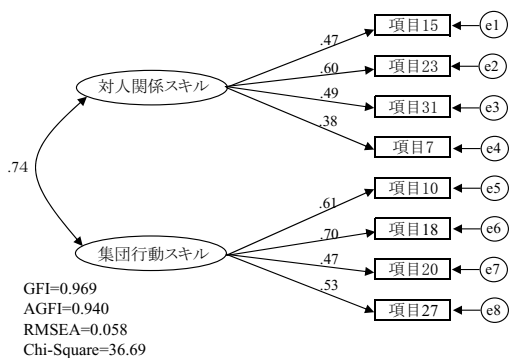 項目15
e1
.47
項目23
e2
.60
対人関係スキル
項目31
e3
.49
項目7
e4
.38
.74
項目10
e5
.61
項目18
e6
.70
集団行動スキル
項目20
e7
.47
項目27
e8
.53
GFI=0.969
AGFI=0.940
RMSEA=0.058
Chi-Square=36.69